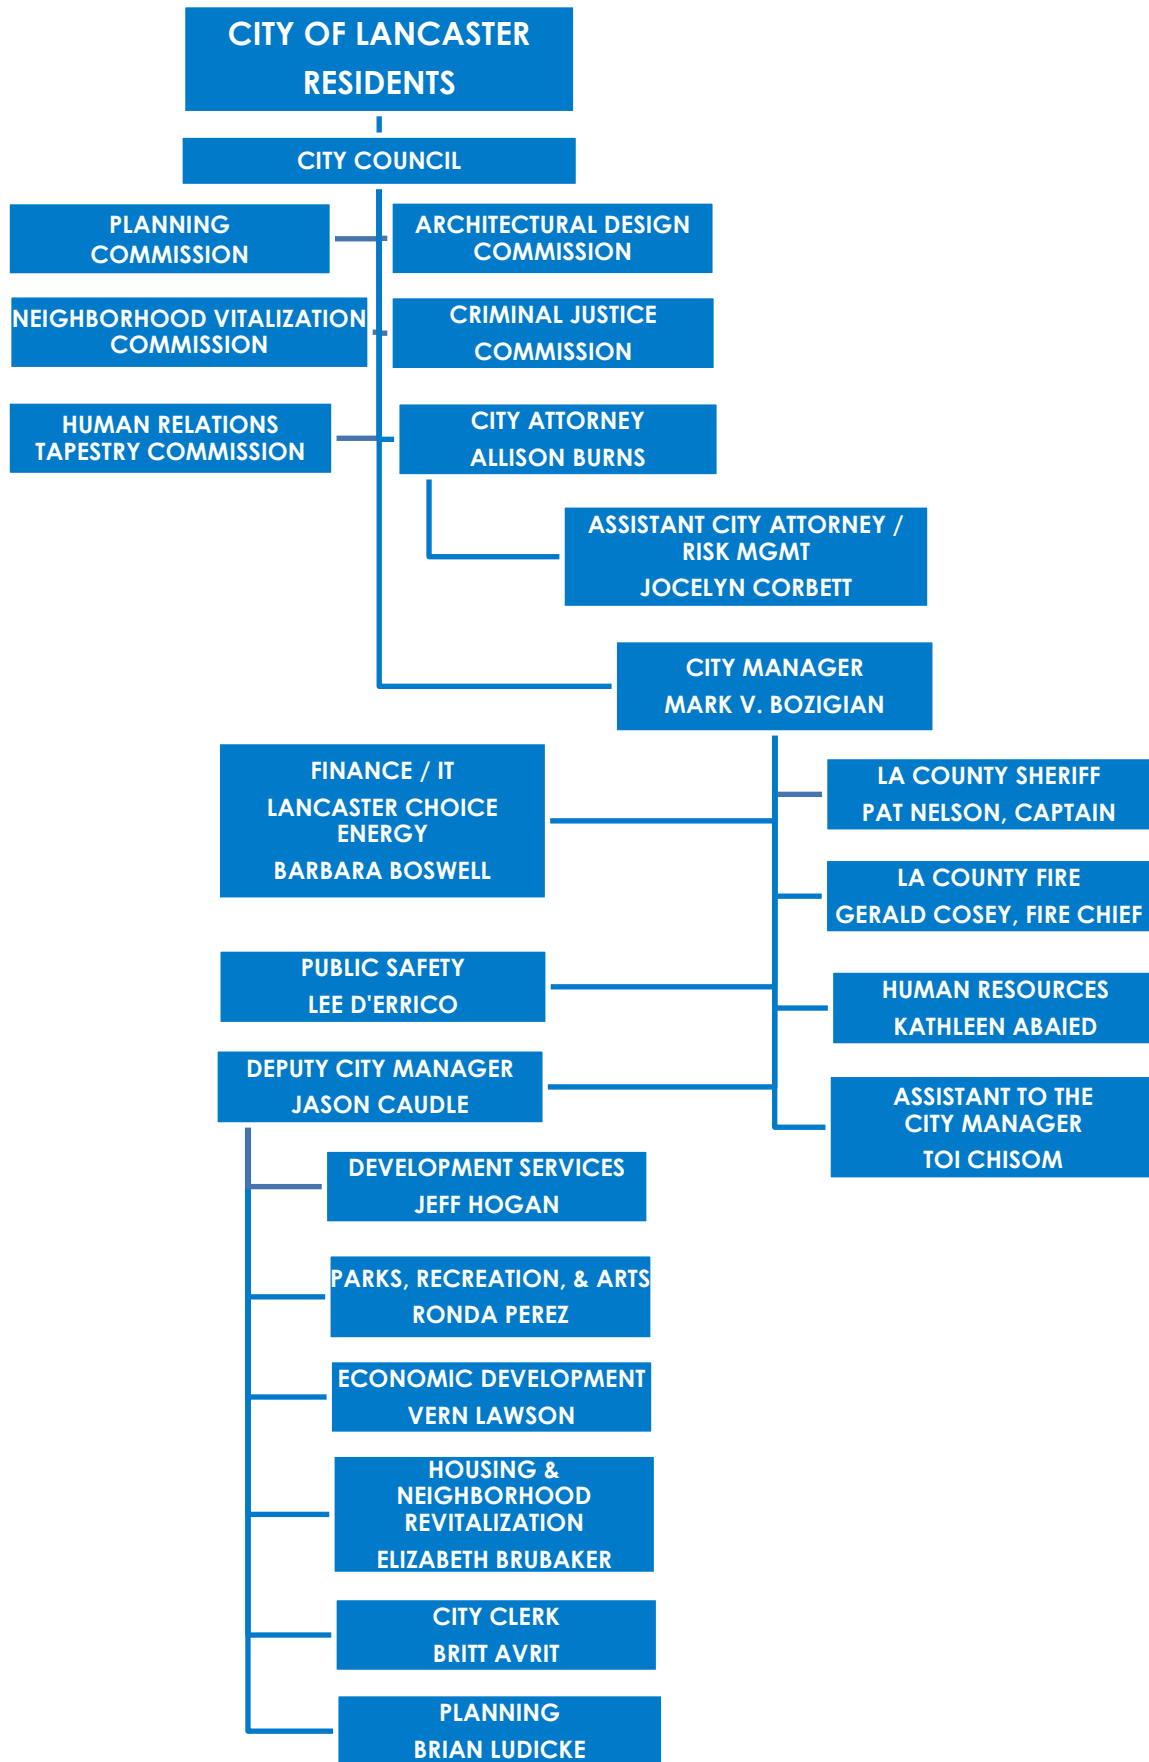 CITY OF LANCASTER
RESIDENTS
CITY COUNCIL
PLANNING
COMMISSION
ARCHITECTURAL DESIGN
COMMISSION
NEIGHBORHOOD VITALIZATION
COMMISSION
CRIMINAL JUSTICE
COMMISSION
HUMAN RELATIONS
TAPESTRY COMMISSION
CITY ATTORNEY
ALLISON BURNS
ASSISTANT CITY ATTORNEY /
RISK MGMT
JOCELYN CORBETT
CITY MANAGER
MARK V. BOZIGIAN
FINANCE / IT
LANCASTER CHOICE
ENERGY
BARBARA BOSWELL
LA COUNTY SHERIFF
PAT NELSON, CAPTAIN
LA COUNTY FIRE
GERALD COSEY, FIRE CHIEF
PUBLIC SAFETY
LEE D'ERRICO
HUMAN RESOURCES
KATHLEEN ABAIED
DEPUTY CITY MANAGER
JASON CAUDLE
ASSISTANT TO THE
CITY MANAGER
TOI CHISOM
DEVELOPMENT SERVICES
JEFF HOGAN
PARKS, RECREATION, & ARTS
RONDA PEREZ
ECONOMIC DEVELOPMENT
VERN LAWSON
HOUSING &
NEIGHBORHOOD
REVITALIZATION
ELIZABETH BRUBAKER
CITY CLERK
BRITT AVRIT
PLANNING
BRIAN LUDICKE